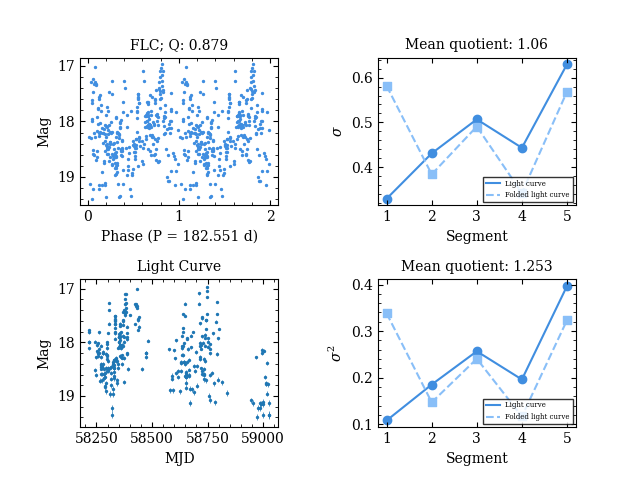 FLC; Q: 0.879
17
18
19
Mag
0
1
2
Phase (P = 182.551 d)
Mean quotient: 1.06
0.6
0.5
0.4
σ
1
2
3
4
5
Segment
Light curve
Folded light curve
Light Curve
17
18
19
Mag
58250
58500
58750
59000
MJD
Mean quotient: 1.253
0.4
0.3
0.2
0.1
σ²
1
2
3
4
5
Segment
Light curve
Folded light curve